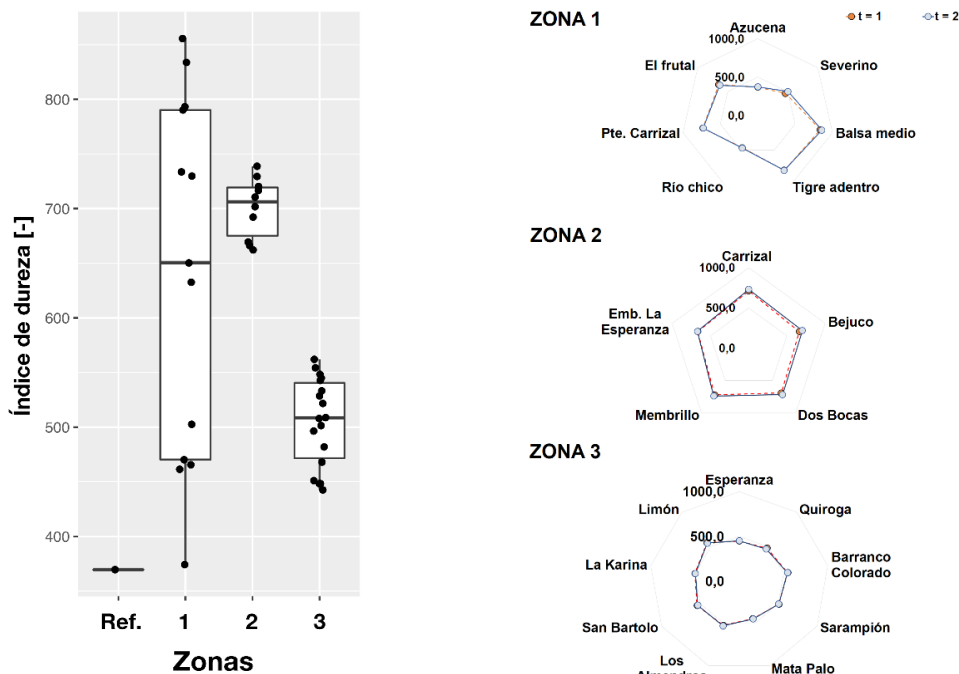 Índice de dureza [-]
800
700
600
500
400
Ref.
1
2
3
Zonas
ZONA 1
t = 1
t = 2
Azucena
1000,0
El frutal
Severino
500,0
0,0
Pte. Carrizal
Balsa medio
Río chico
Tigre adentro
ZONA 2
Carrizal
1000,0
Emb. La
Esperanza
500,0
Bejuco
0,0
Membrillo
Dos Bocas
ZONA 3
Esperanza
1000,0
Limón
Quiroga
500,0
La Karina
Barranco
Colorado
0,0
San Bartolo
Sarampión
Los
Mata Palo